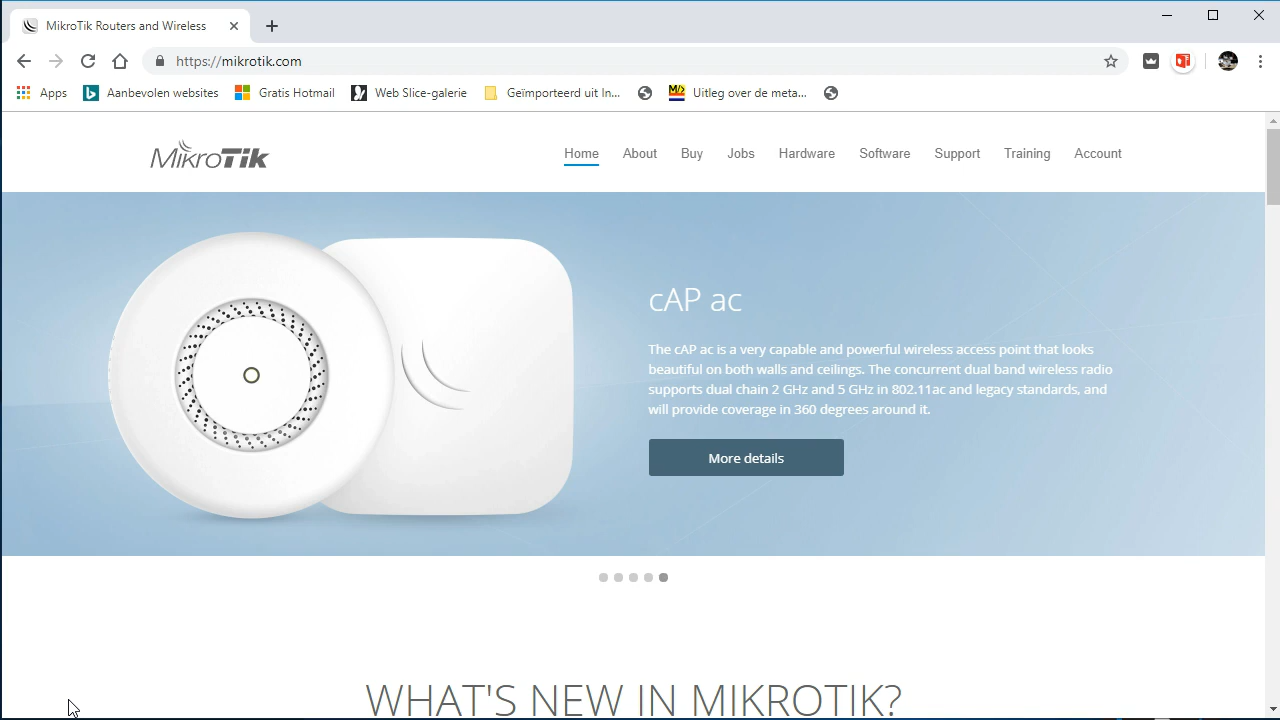 MikroTik Routers and Wireless
https://mikrotik.com
Apps Aanbevolen websites Gratis Hotmail Web Slice-galerie Geïmporteerd uit In... Uitleg over de meta...
MikroTik Home About Buy Jobs Hardware Software Support Training Account
cAP ac
The cAP ac is a very capable and powerful wireless access point that looks
beautiful on both walls and ceilings. The concurrent dual band wireless radio
supports dual chain 2 GHz and 5 GHz in 802.11ac and legacy standards, and
will provide coverage in 360 degrees around it.
More details
WHAT'S NEW IN MIKROTIK?